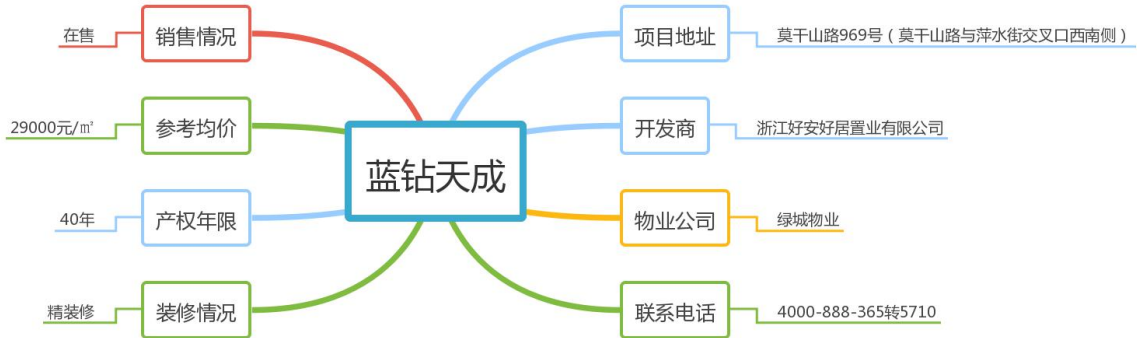 在售
销售情况
项目地址
莫干山路969号（莫干山路与萍水街交叉口西南侧）
29000元/㎡
参考均价
开发商
浙江好安好居置业有限公司
蓝钻天成
40年
产权年限
物业公司
绿城物业
精装修
装修情况
联系电话
4000-888-365转5710